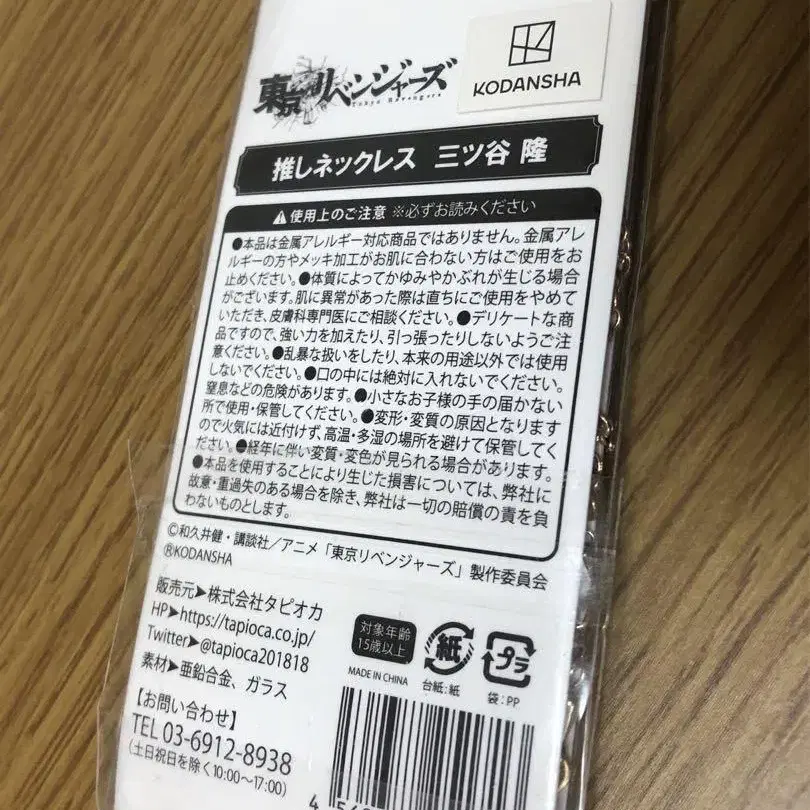 東京リベンジャーズ
Tokyo Revengers
KODANSHA
推しネックレス 三ツ谷 隆
⚠使用上のご注意 ※必ずお読みください
●本品は金属アレルギー対応商品ではありません。金属アレ
ルギーの方やメッキ加工がお肌に合わない方はご使用をお
止めください。●体質によってかゆみやかぶれが生じる場合
がございます。肌に異常があった際は直ちにご使用をやめて
いただき、皮膚科専門医にご相談ください。●デリケートな商
品ですので、強い力を加えたり、引っ張ったりしないようご注
意ください。●乱暴な扱いをしたり、本来の用途以外では使用
しないでください。●口の中には絶対に入れないでください。
窒息などの危険があります。●小さなお子様の手の届かない
所で使用・保管してください。●変形・変質の原因となります
ので火気には近付けず、高温・多湿の場所を避けて保管してく
ださい。●経年に伴い変質・変色が見られる場合があります。
●本品を使用することにより生じた損害については、弊社に
故意・重過失のある場合を除き、弊社は一切の賠償の責を負
わないものとします。
©和久井健・講談社／アニメ「東京リベンジャーズ」製作委員会
®KODANSHA
販売元▶株式会社タピオカ
HP▶https://tapioca.co.jp/
Twitter▶@tapioca201818
素材▶亜鉛合金、ガラス
【お問い合わせ】
TEL 03-6912-8938
(土日祝日を除く10:00〜17:00)
対象年齢
15歳以上
MADE IN CHINA
紙
台紙:紙
プラ
袋:PP